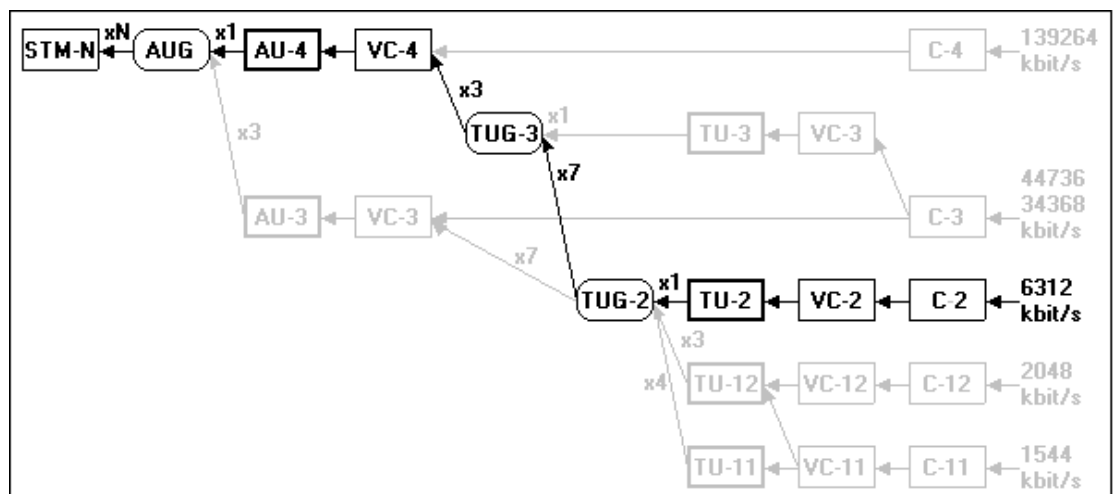 xN
x1
STM-N
AUG
AU-4
VC-4
C-4
139264
kbit/s
x3
x3
TUG-3
x1
TU-3
VC-3
x7
44736
34368
kbit/s
AU-3
VC-3
C-3
x7
TUG-2
x1
TU-2
VC-2
C-2
6312
kbit/s
x3
x4
TU-12
VC-12
C-12
2048
kbit/s
TU-11
VC-11
C-11
1544
kbit/s